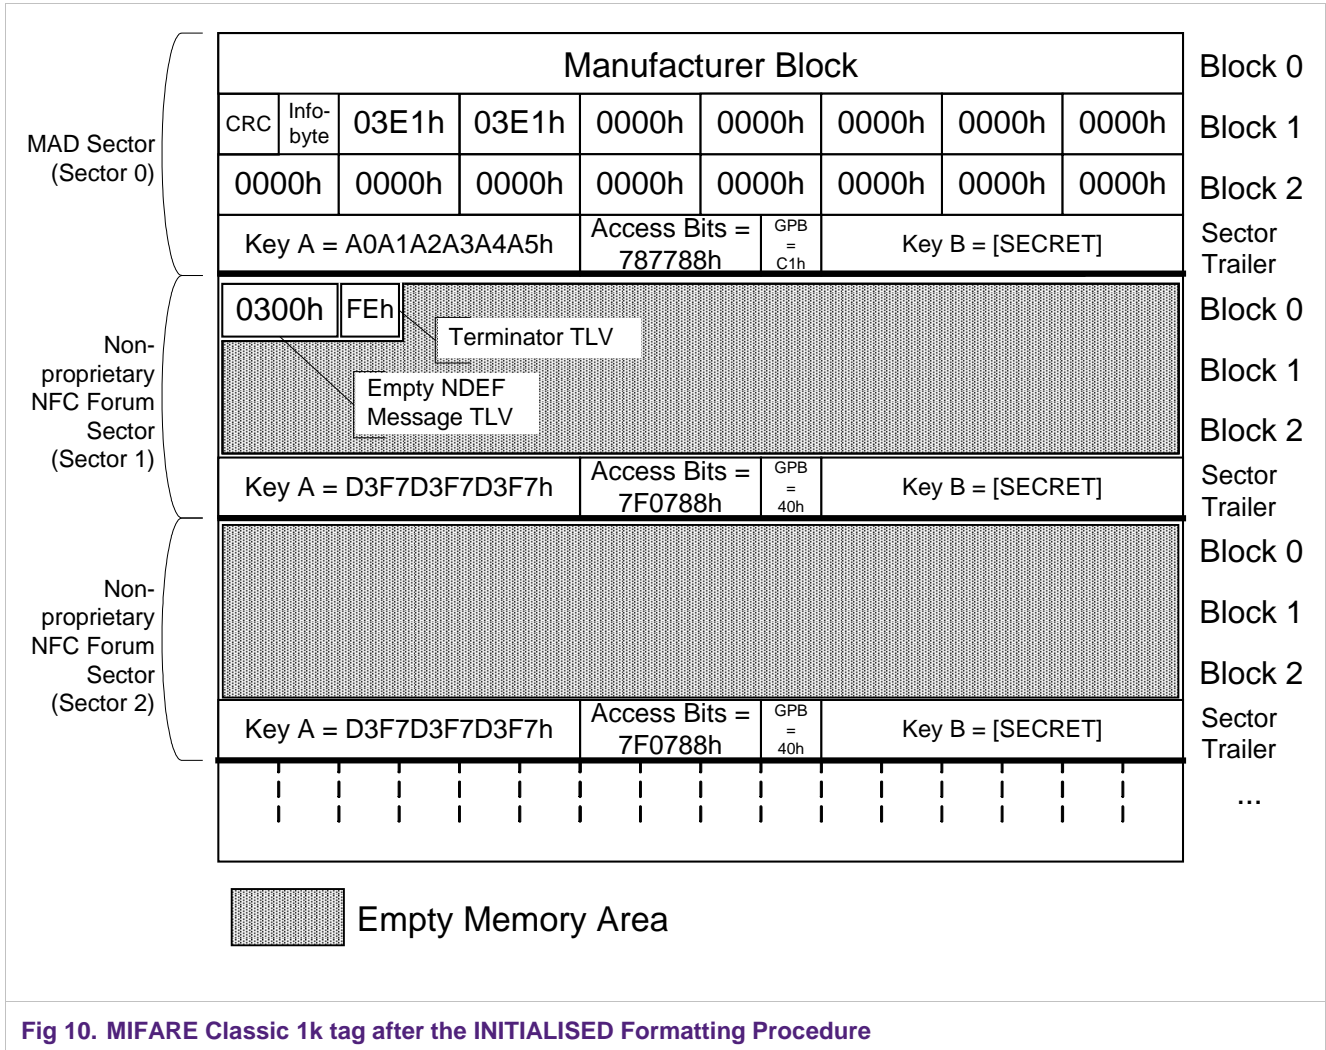 Manufacturer Block
Block 0
MAD Sector
(Sector 0)
CRC
Info-
byte
03E1h 03E1h 0000h 0000h 0000h 0000h 0000h
Block 1
0000h 0000h 0000h 0000h 0000h 0000h 0000h 0000h
Block 2
Key A = A0A1A2A3A4A5h
Access Bits =
787788h
GPB
=
C1h
Key B = [SECRET]
Sector
Trailer
Non-
proprietary
NFC Forum
Sector
(Sector 1)
0300h FEh
Block 0
Terminator TLV
Empty NDEF
Message TLV
Block 1
Block 2
Key A = D3F7D3F7D3F7h
Access Bits =
7F0788h
GPB
=
40h
Key B = [SECRET]
Sector
Trailer
Non-
proprietary
NFC Forum
Sector
(Sector 2)
Block 0
Block 1
Block 2
Key A = D3F7D3F7D3F7h
Access Bits =
7F0788h
GPB
=
40h
Key B = [SECRET]
Sector
Trailer
...
Empty Memory Area
Fig 10. MIFARE Classic 1k tag after the INITIALISED Formatting Procedure